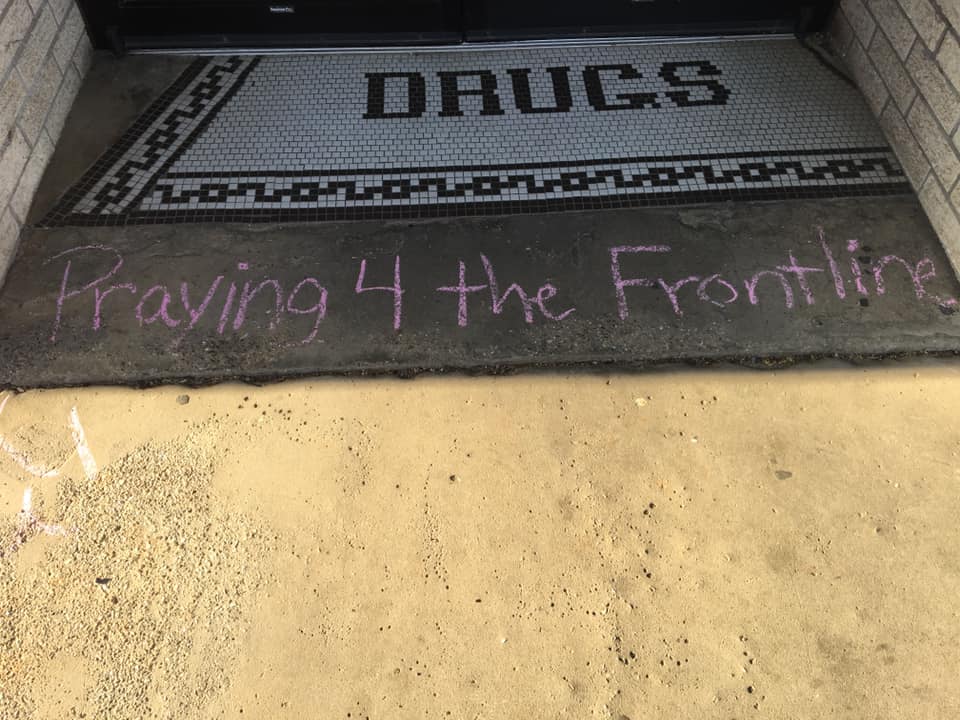 DRUGS
Praying 4 the Frontline